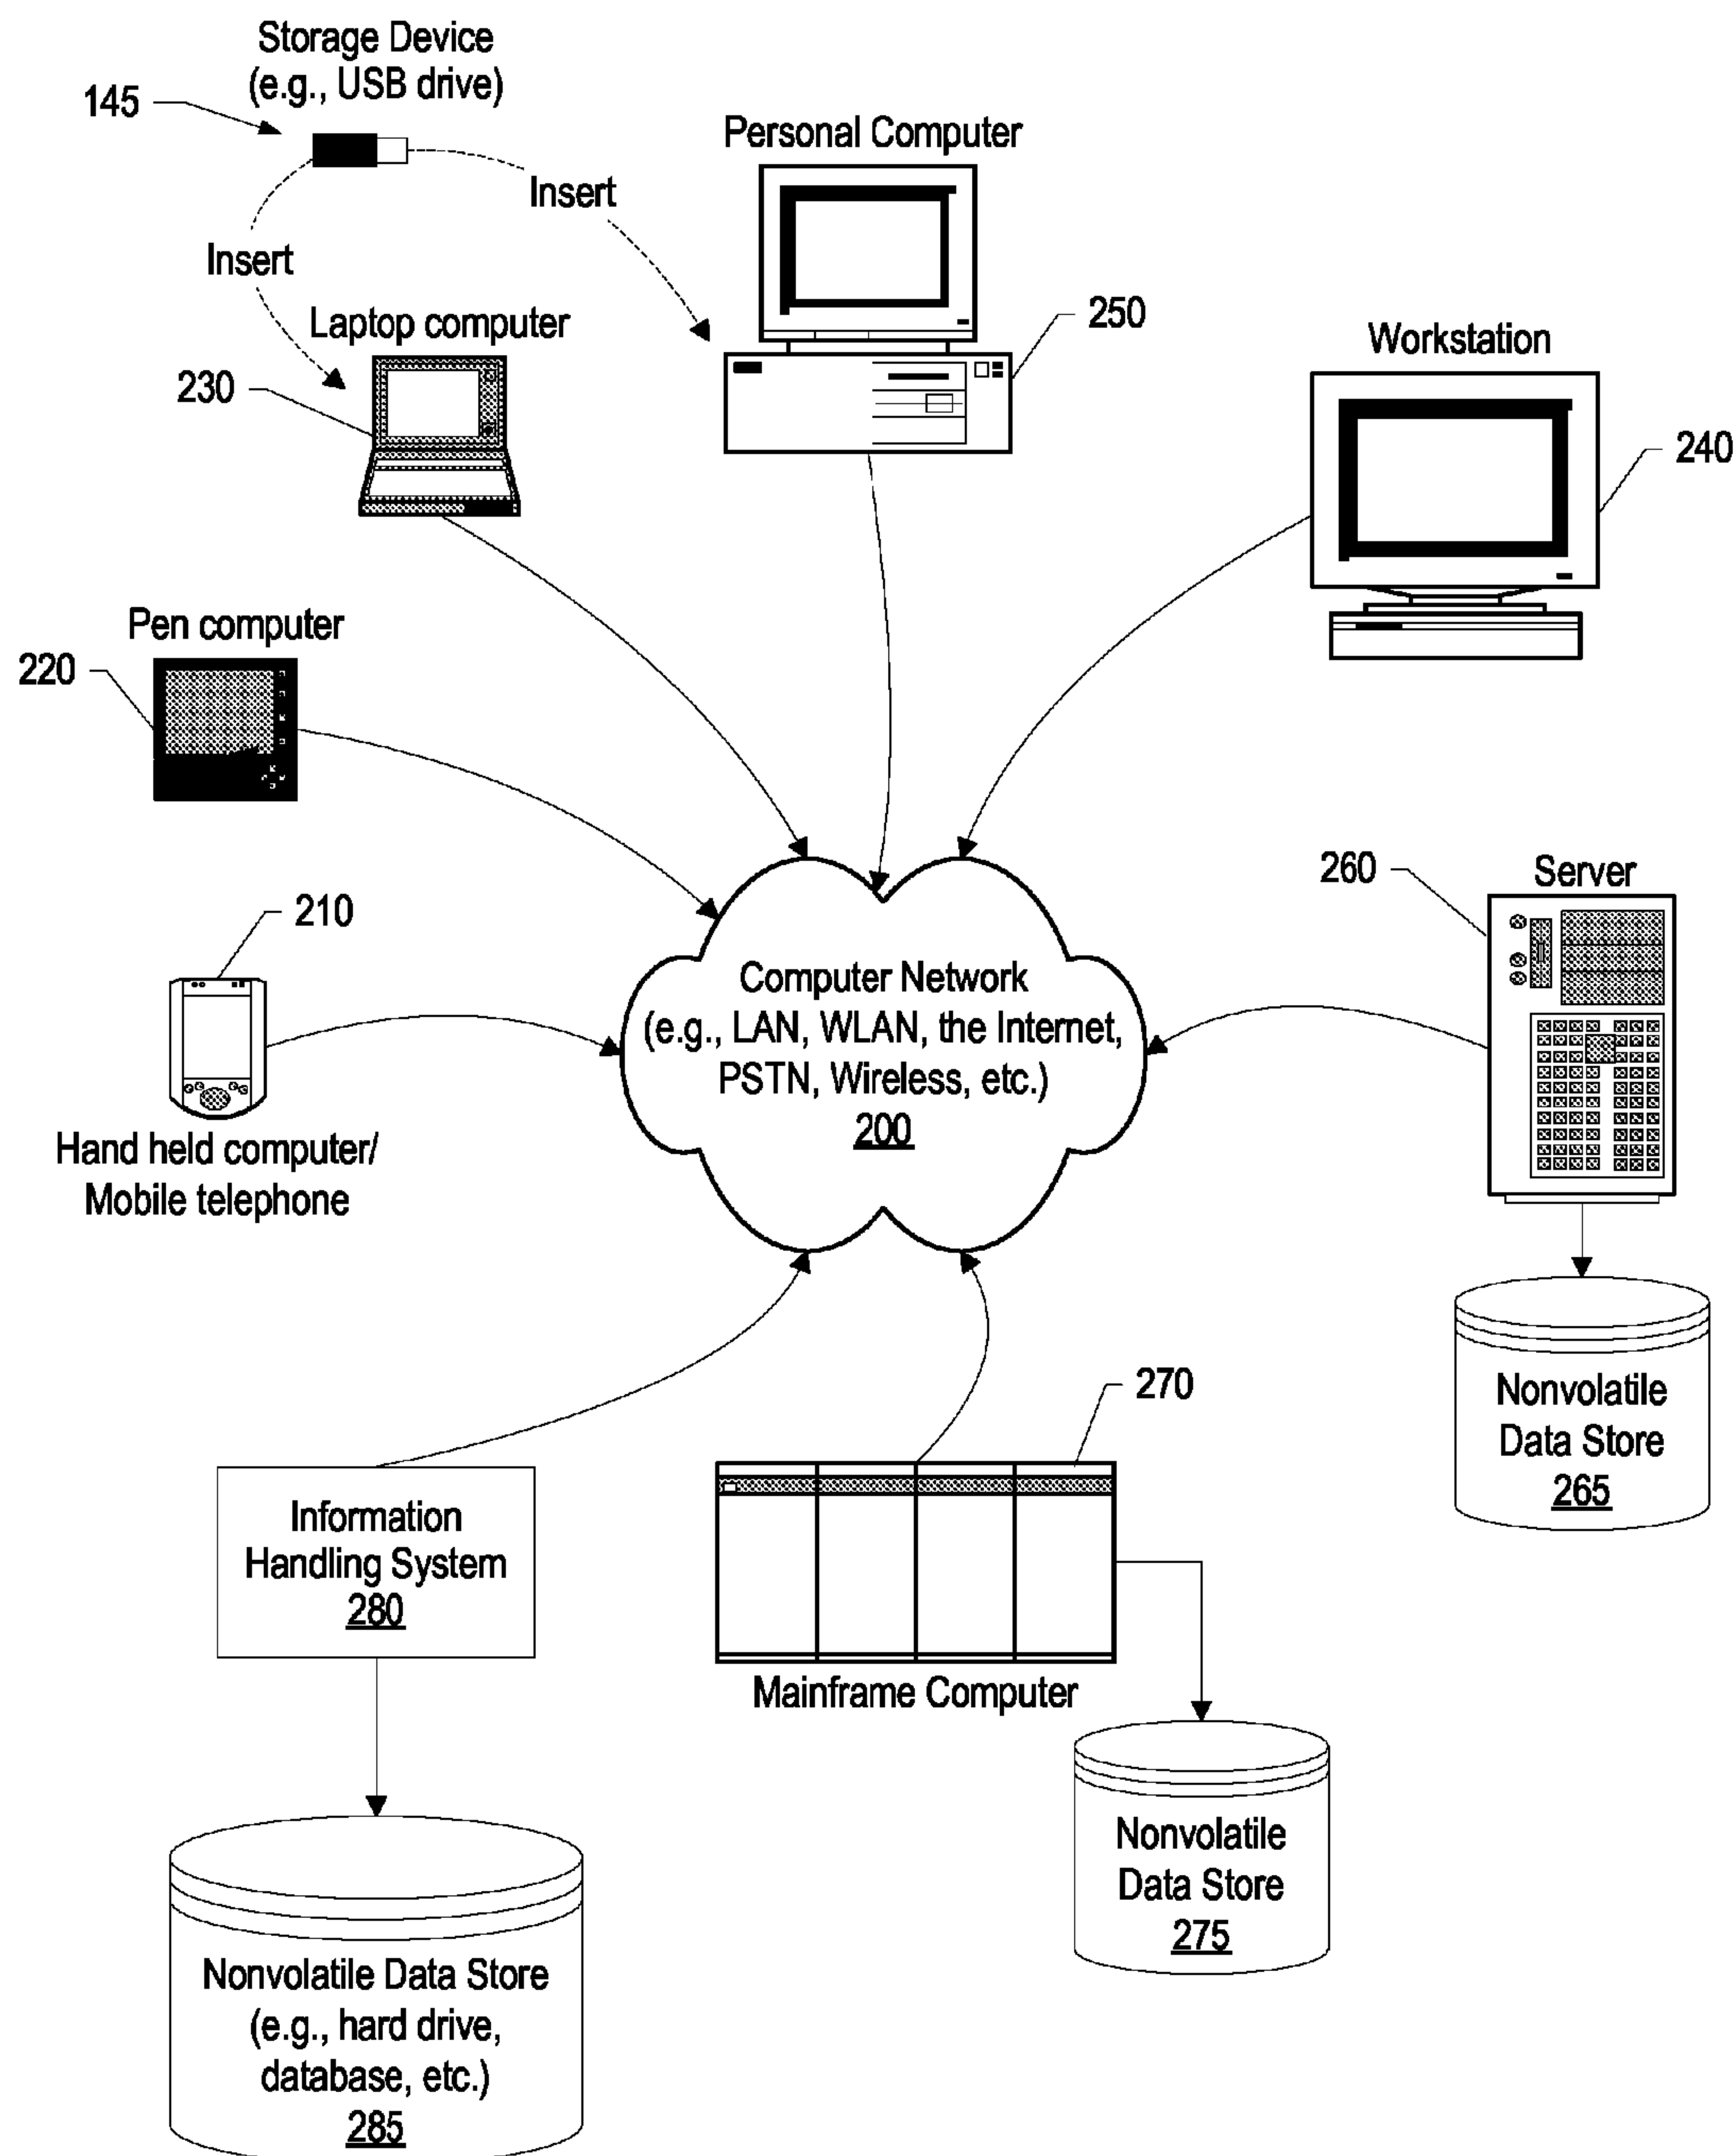 Storage Device
(e.g., USB drive)
145
Insert
Insert
Personal Computer
250
Laptop computer
230
Workstation
240
Pen computer
220
210
Hand held computer/
Mobile telephone
Computer Network
(e.g., LAN, WLAN, the Internet,
PSTN, Wireless, etc.)
200
260
Server
Nonvolatile
Data Store
265
270
Mainframe Computer
Nonvolatile
Data Store
275
Information
Handling System
280
Nonvolatile Data Store
(e.g., hard drive,
database, etc.)
285